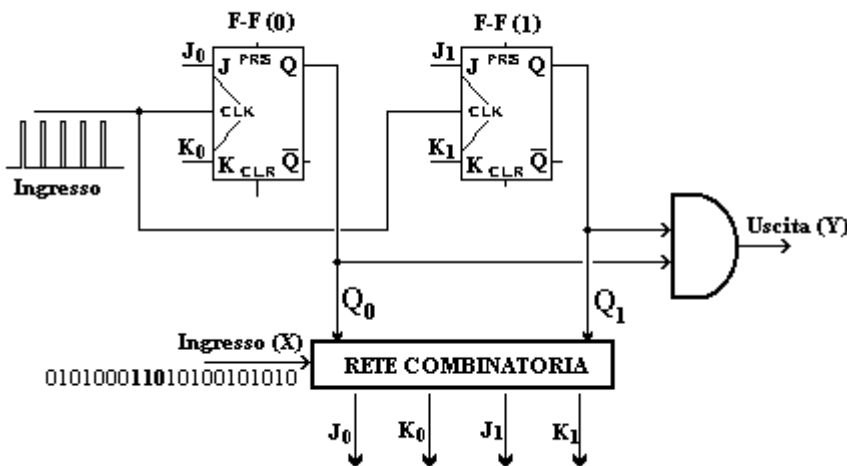 F-F (0)
F-F (1)
J0
J PRS Q
J1
J PRS Q
CLK
CLK
K0
K CLR Q̅
K1
K CLR Q̅
Ingresso
Uscita (Y)
Q0
Q1
Ingresso (X)
RETE COMBINATORIA
010100011010100101010
J0
K0
J1
K1